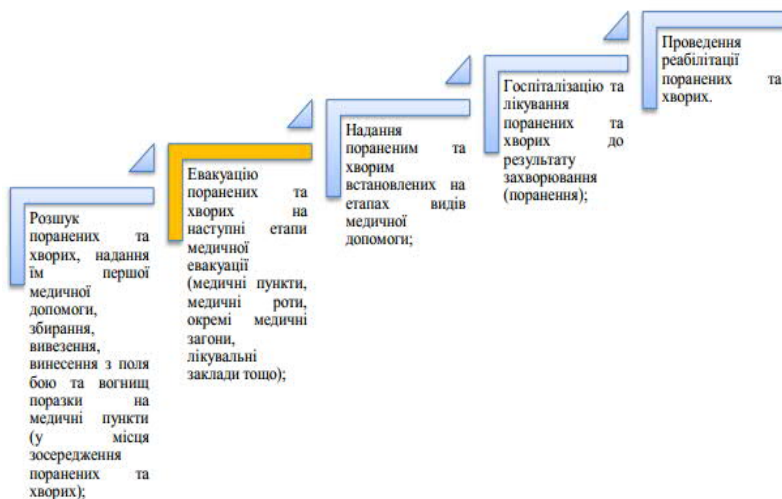 Розшук
поранених та
хворих, надання
їм першої
медичної
допомоги,
збирання,
вивезення,
винесення з поля
бою та вогнищ
поразки на
медичні пункти
(у місця
зосередження
поранених та
хворих);
Евакуацію
поранених та
хворих на
наступні етапи
медичної
евакуації
(медичні пункти,
медичні роти,
окремі медичні
загони,
лікувальні
заклади тощо);
Надання
пораненим та
хворим
встановлених на
етапах видів
медичної
допомоги;
Госпіталізацію та
лікування
поранених та
хворих до
результату
захворювання
(поранення);
Проведення
реабілітації
поранених та
хворих.